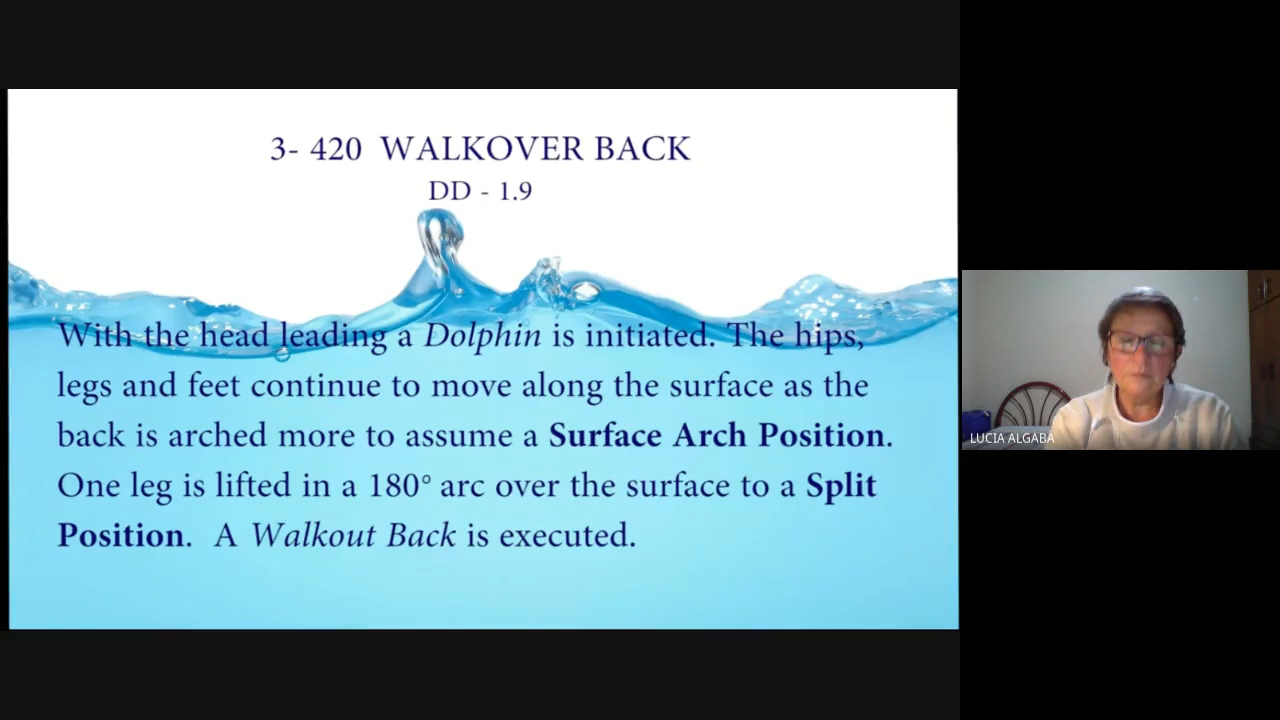 3- 420 WALKOVER BACK
DD - 1.9
With the head leading a Dolphin is initiated. The hips,
legs and feet continue to move along the surface as the
back is arched more to assume a Surface Arch Position.
One leg is lifted in a 180° arc over the surface to a Split
Position. A Walkout Back is executed.
LUCIA ALGABA